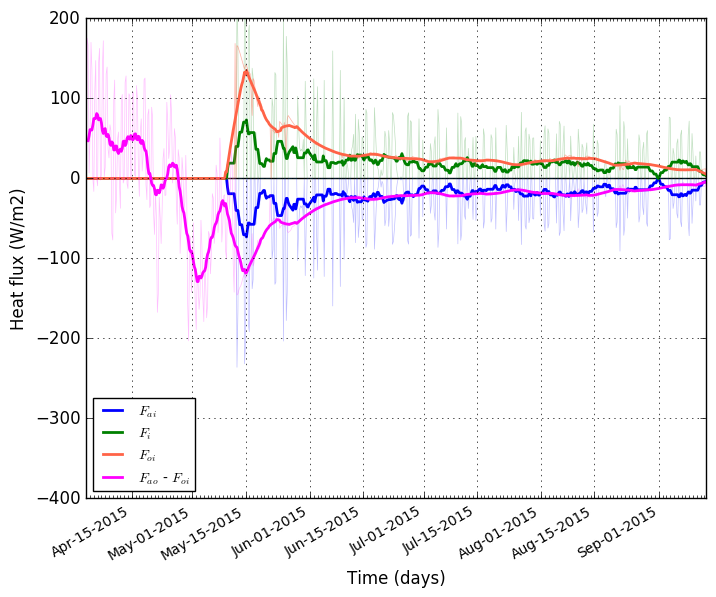 200
100
0
−100
−200
−300
−400
Heat flux (W/m2)
F_ai
F_i
F_oi
F_ao - F_oi
Apr-15-2015
May-01-2015
May-15-2015
Jun-01-2015
Jun-15-2015
Jul-01-2015
Jul-15-2015
Aug-01-2015
Aug-15-2015
Sep-01-2015
Time (days)